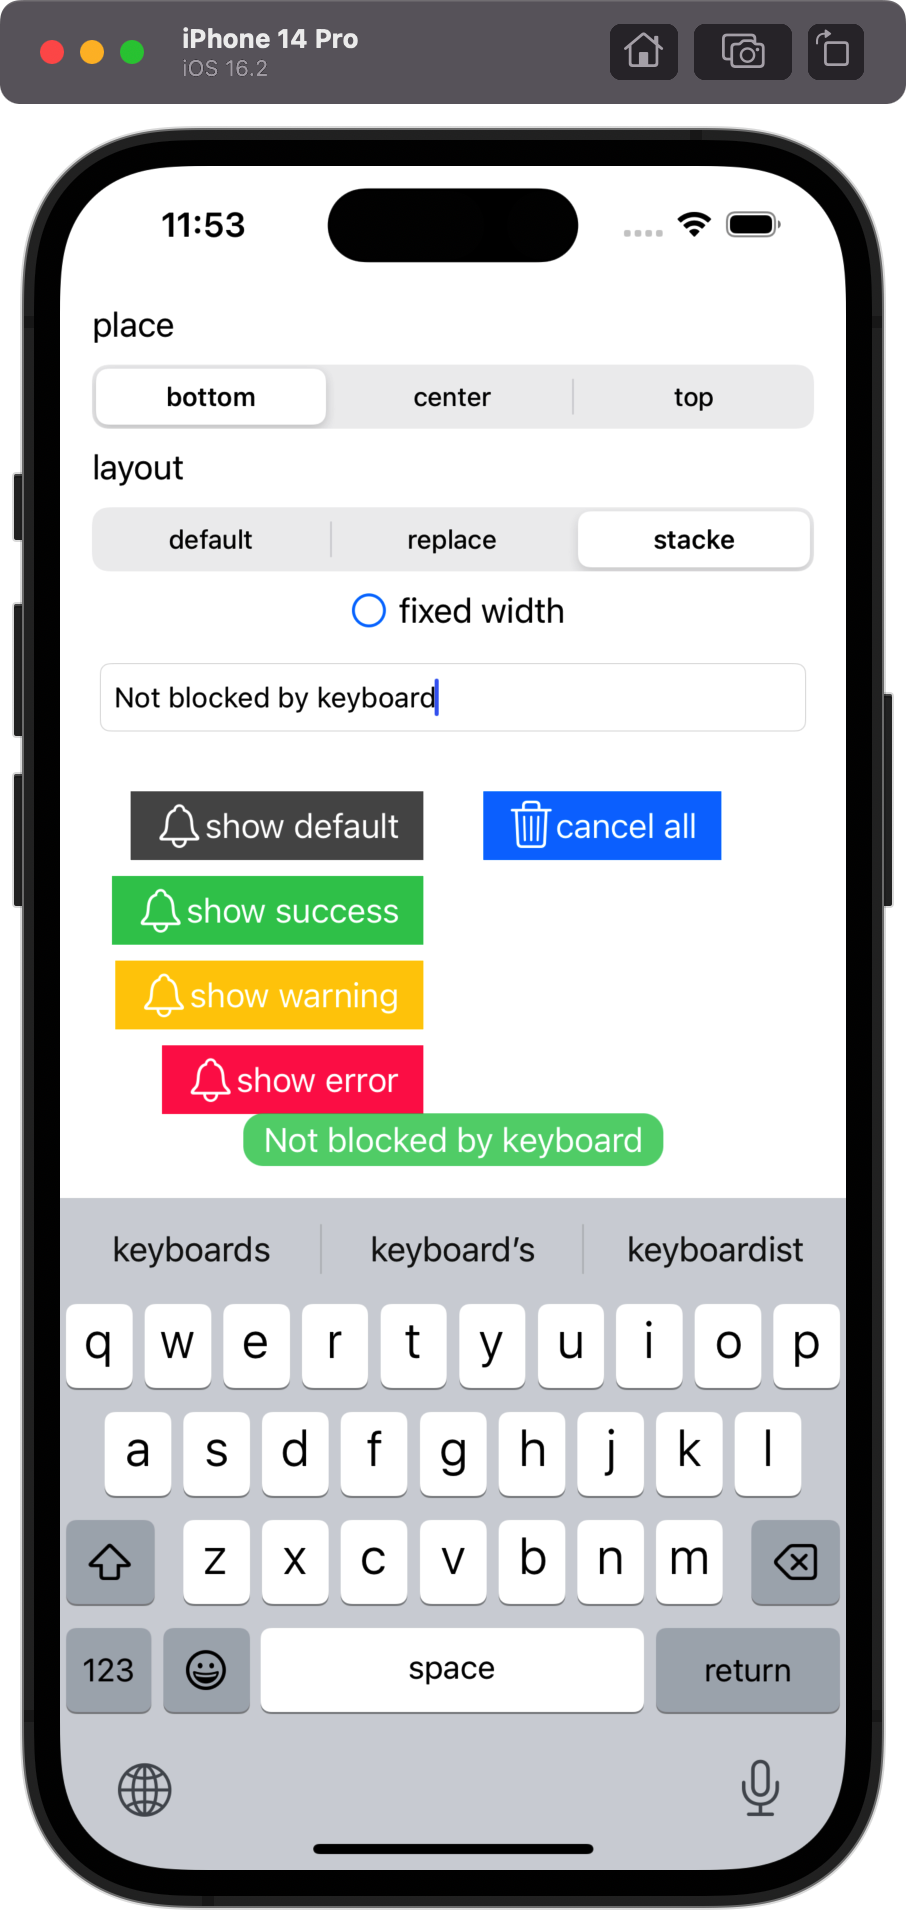 iPhone 14 Pro
iOS 16.2
11:53
place
bottom center top
layout
default replace stacke
fixed width
Not blocked by keyboard
show default cancel all
show success
show warning
show error
Not blocked by keyboard
keyboards keyboard’s keyboardist
q w e r t y u i o p
a s d f g h j k l
z x c v b n m
123 space return